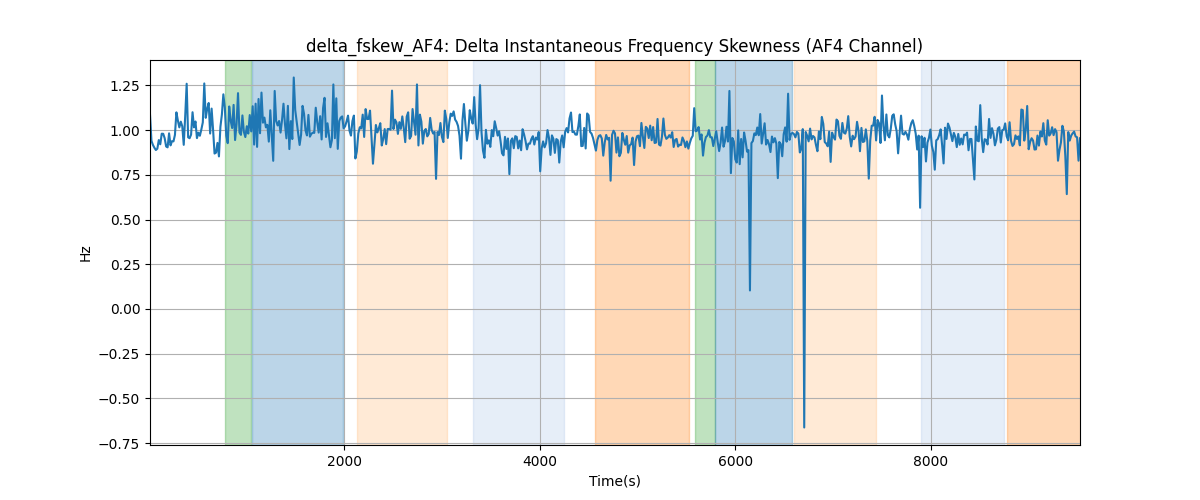 delta_fskew_AF4: Delta Instantaneous Frequency Skewness (AF4 Channel)
1.25
1.00
0.75
0.50
0.25
0.00
−0.25
−0.50
−0.75
Hz
2000 4000 6000 8000
Time(s)